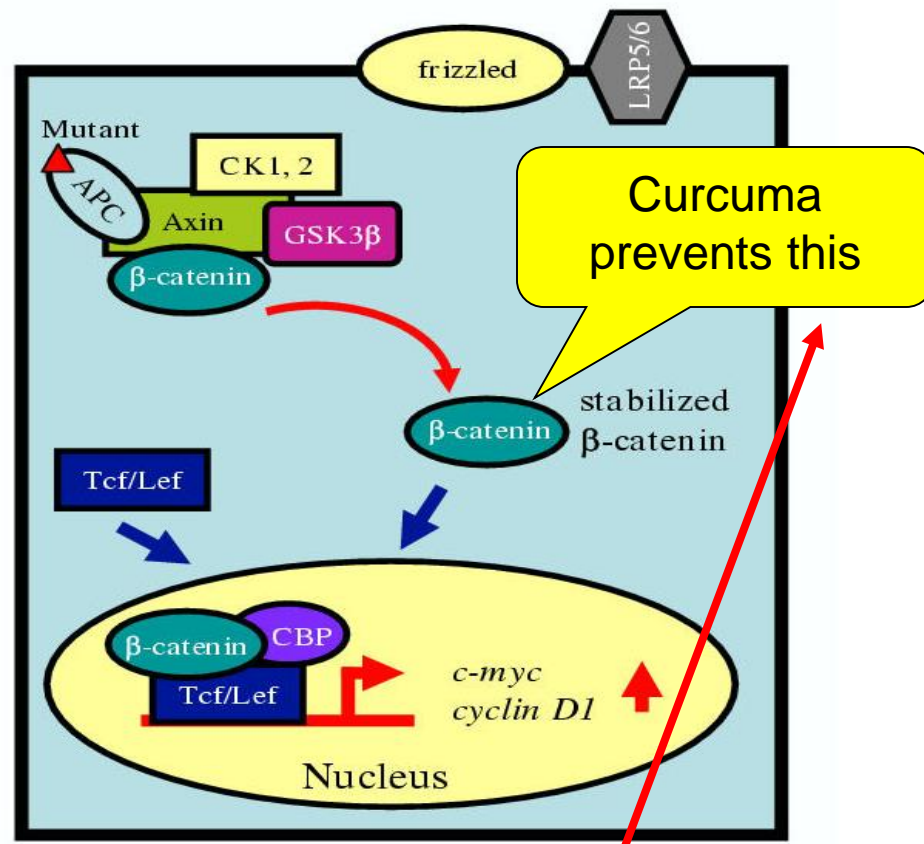 frizzled
LRP5/6
Mutant
APC
CK1, 2
Axin
GSK3β
β-catenin
Curcuma
prevents this
β-catenin
stabilized
β-catenin
Tcf/Lef
β-catenin
CBP
Tcf/Lef
c-myc
cyclin D1
Nucleus